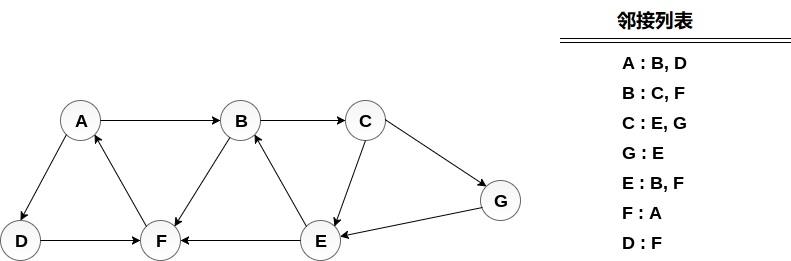 邻接列表
A : B, D
B : C, F
C : E, G
G : E
E : B, F
F : A
D : F
A
B
C
G
D
F
E